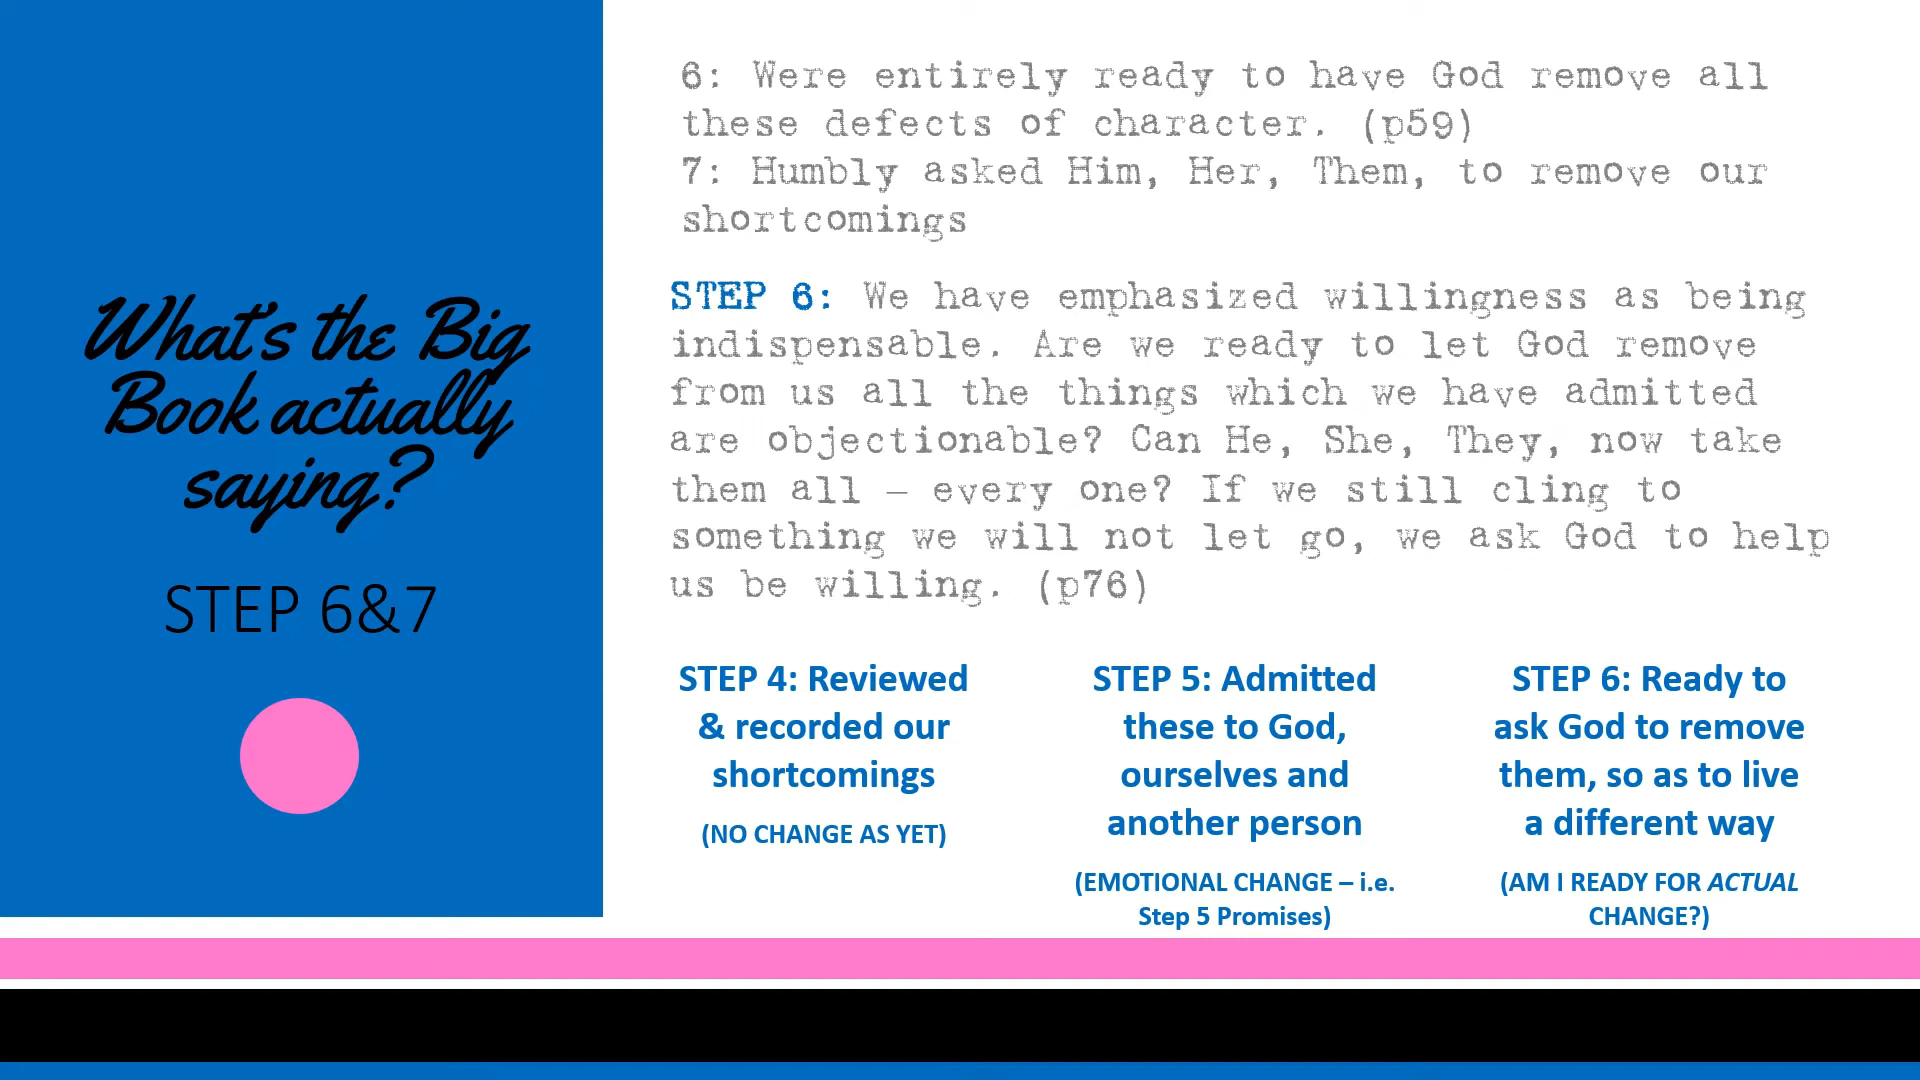 What's the Big
Book actually
saying?
STEP 6&7
6: Were entirely ready to have God remove all
these defects of character. (p59)
7: Humbly asked Him, Her, Them, to remove our
shortcomings
STEP 6: We have emphasized willingness as being
indispensable. Are we ready to let God remove
from us all the things which we have admitted
are objectionable? Can He, She, They, now take
them all – every one? If we still cling to
something we will not let go, we ask God to help
us be willing. (p76)
STEP 4: Reviewed
& recorded our
shortcomings
(NO CHANGE AS YET)
STEP 5: Admitted
these to God,
ourselves and
another person
(EMOTIONAL CHANGE – i.e.
Step 5 Promises)
STEP 6: Ready to
ask God to remove
them, so as to live
a different way
(AM I READY FOR ACTUAL
CHANGE?)